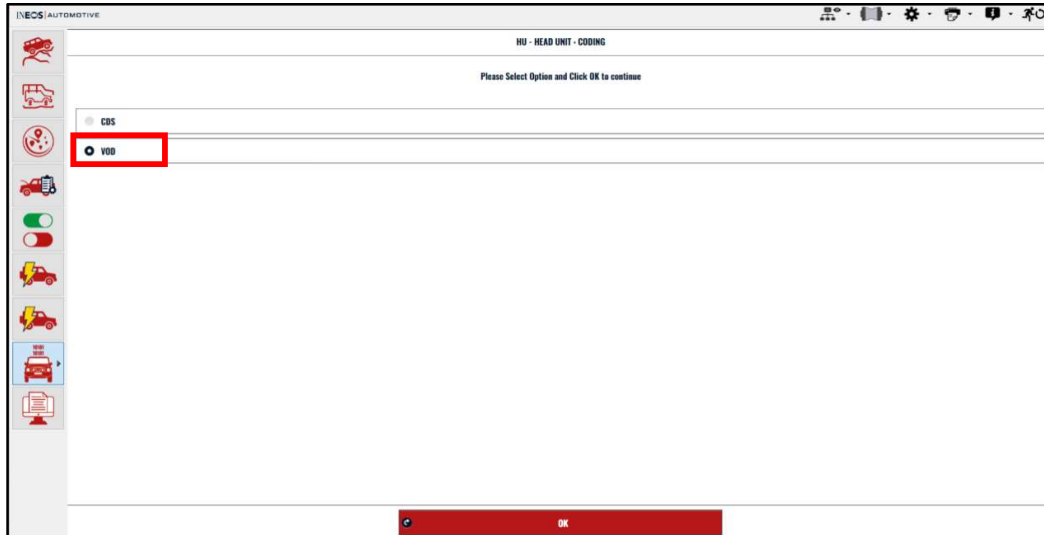 INEOS AUTOMOTIVE
HU - HEAD UNIT - CODING
Please Select Option and Click OK to continue
CDS
VOD
OK